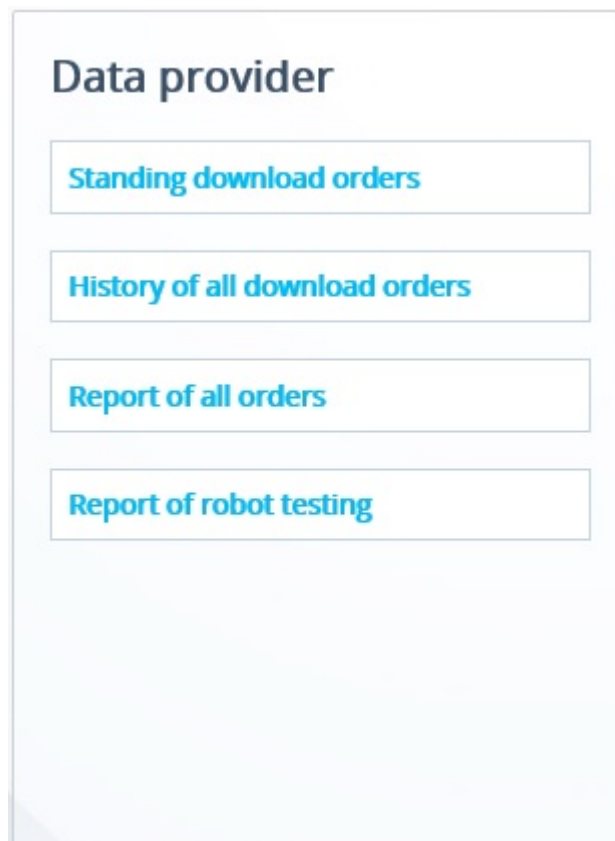 Data provider
Standing download orders
History of all download orders
Report of all orders
Report of robot testing